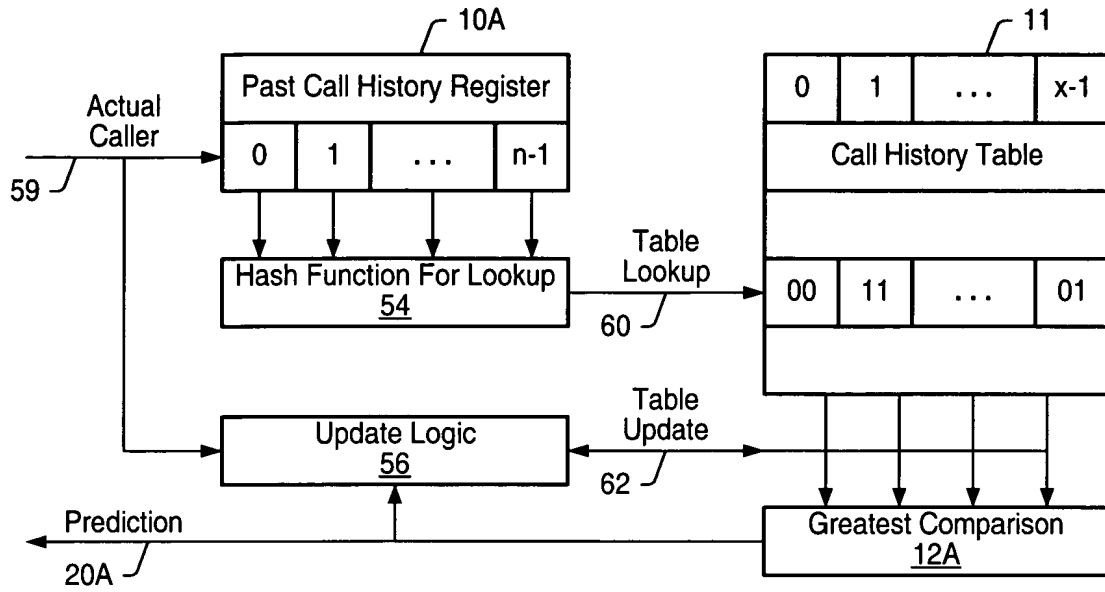 10A
11
Past Call History Register
0 1 ... n-1
0 1 ... x-1
Call History Table
Actual
Caller
59
Hash Function For Lookup
54
Table
Lookup
60
00 11 ... 01
Update Logic
56
Table
Update
62
Prediction
20A
Greatest Comparison
12A